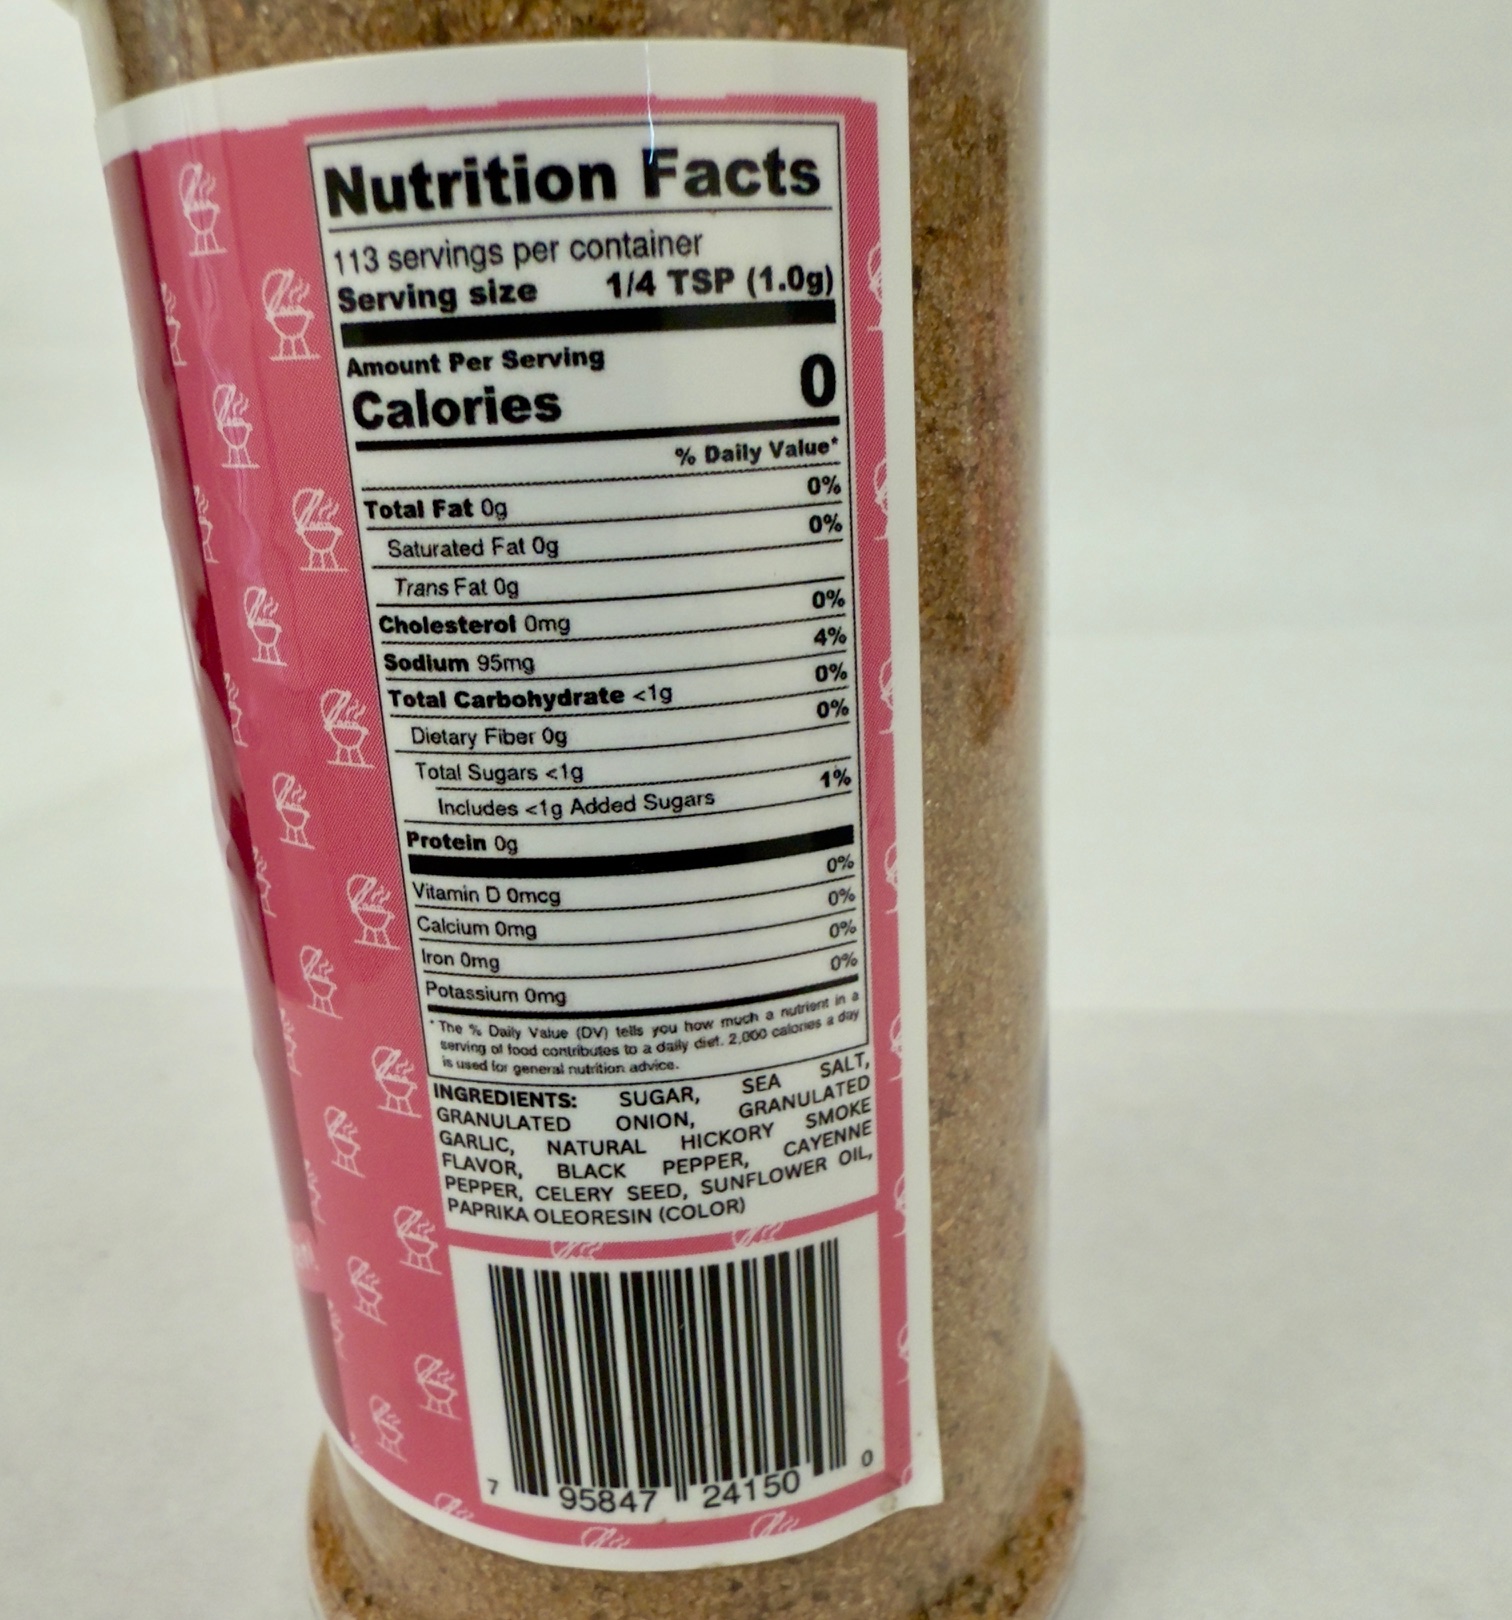 Nutrition Facts
113 servings per container
Serving size 1/4 TSP (1.0g)
Amount Per Serving
Calories 0
% Daily Value*
Total Fat 0g 0%
Saturated Fat 0g 0%
Trans Fat 0g
Cholesterol 0mg 0%
Sodium 95mg 4%
Total Carbohydrate <1g 0%
Dietary Fiber 0g 0%
Total Sugars <1g
Includes <1g Added Sugars 1%
Protein 0g
Vitamin D 0mcg 0%
Calcium 0mg 0%
Iron 0mg 0%
Potassium 0mg 0%
*The % Daily Value (DV) tells you how much a nutrient in a
serving of food contributes to a daily diet. 2,000 calories a day
is used for general nutrition advice.
INGREDIENTS: SUGAR, SEA SALT,
GRANULATED ONION, GRANULATED
GARLIC, NATURAL HICKORY SMOKE
FLAVOR, BLACK PEPPER, CAYENNE
PEPPER, CELERY SEED, SUNFLOWER OIL,
PAPRIKA OLEORESIN (COLOR)
7 95847 24150 0